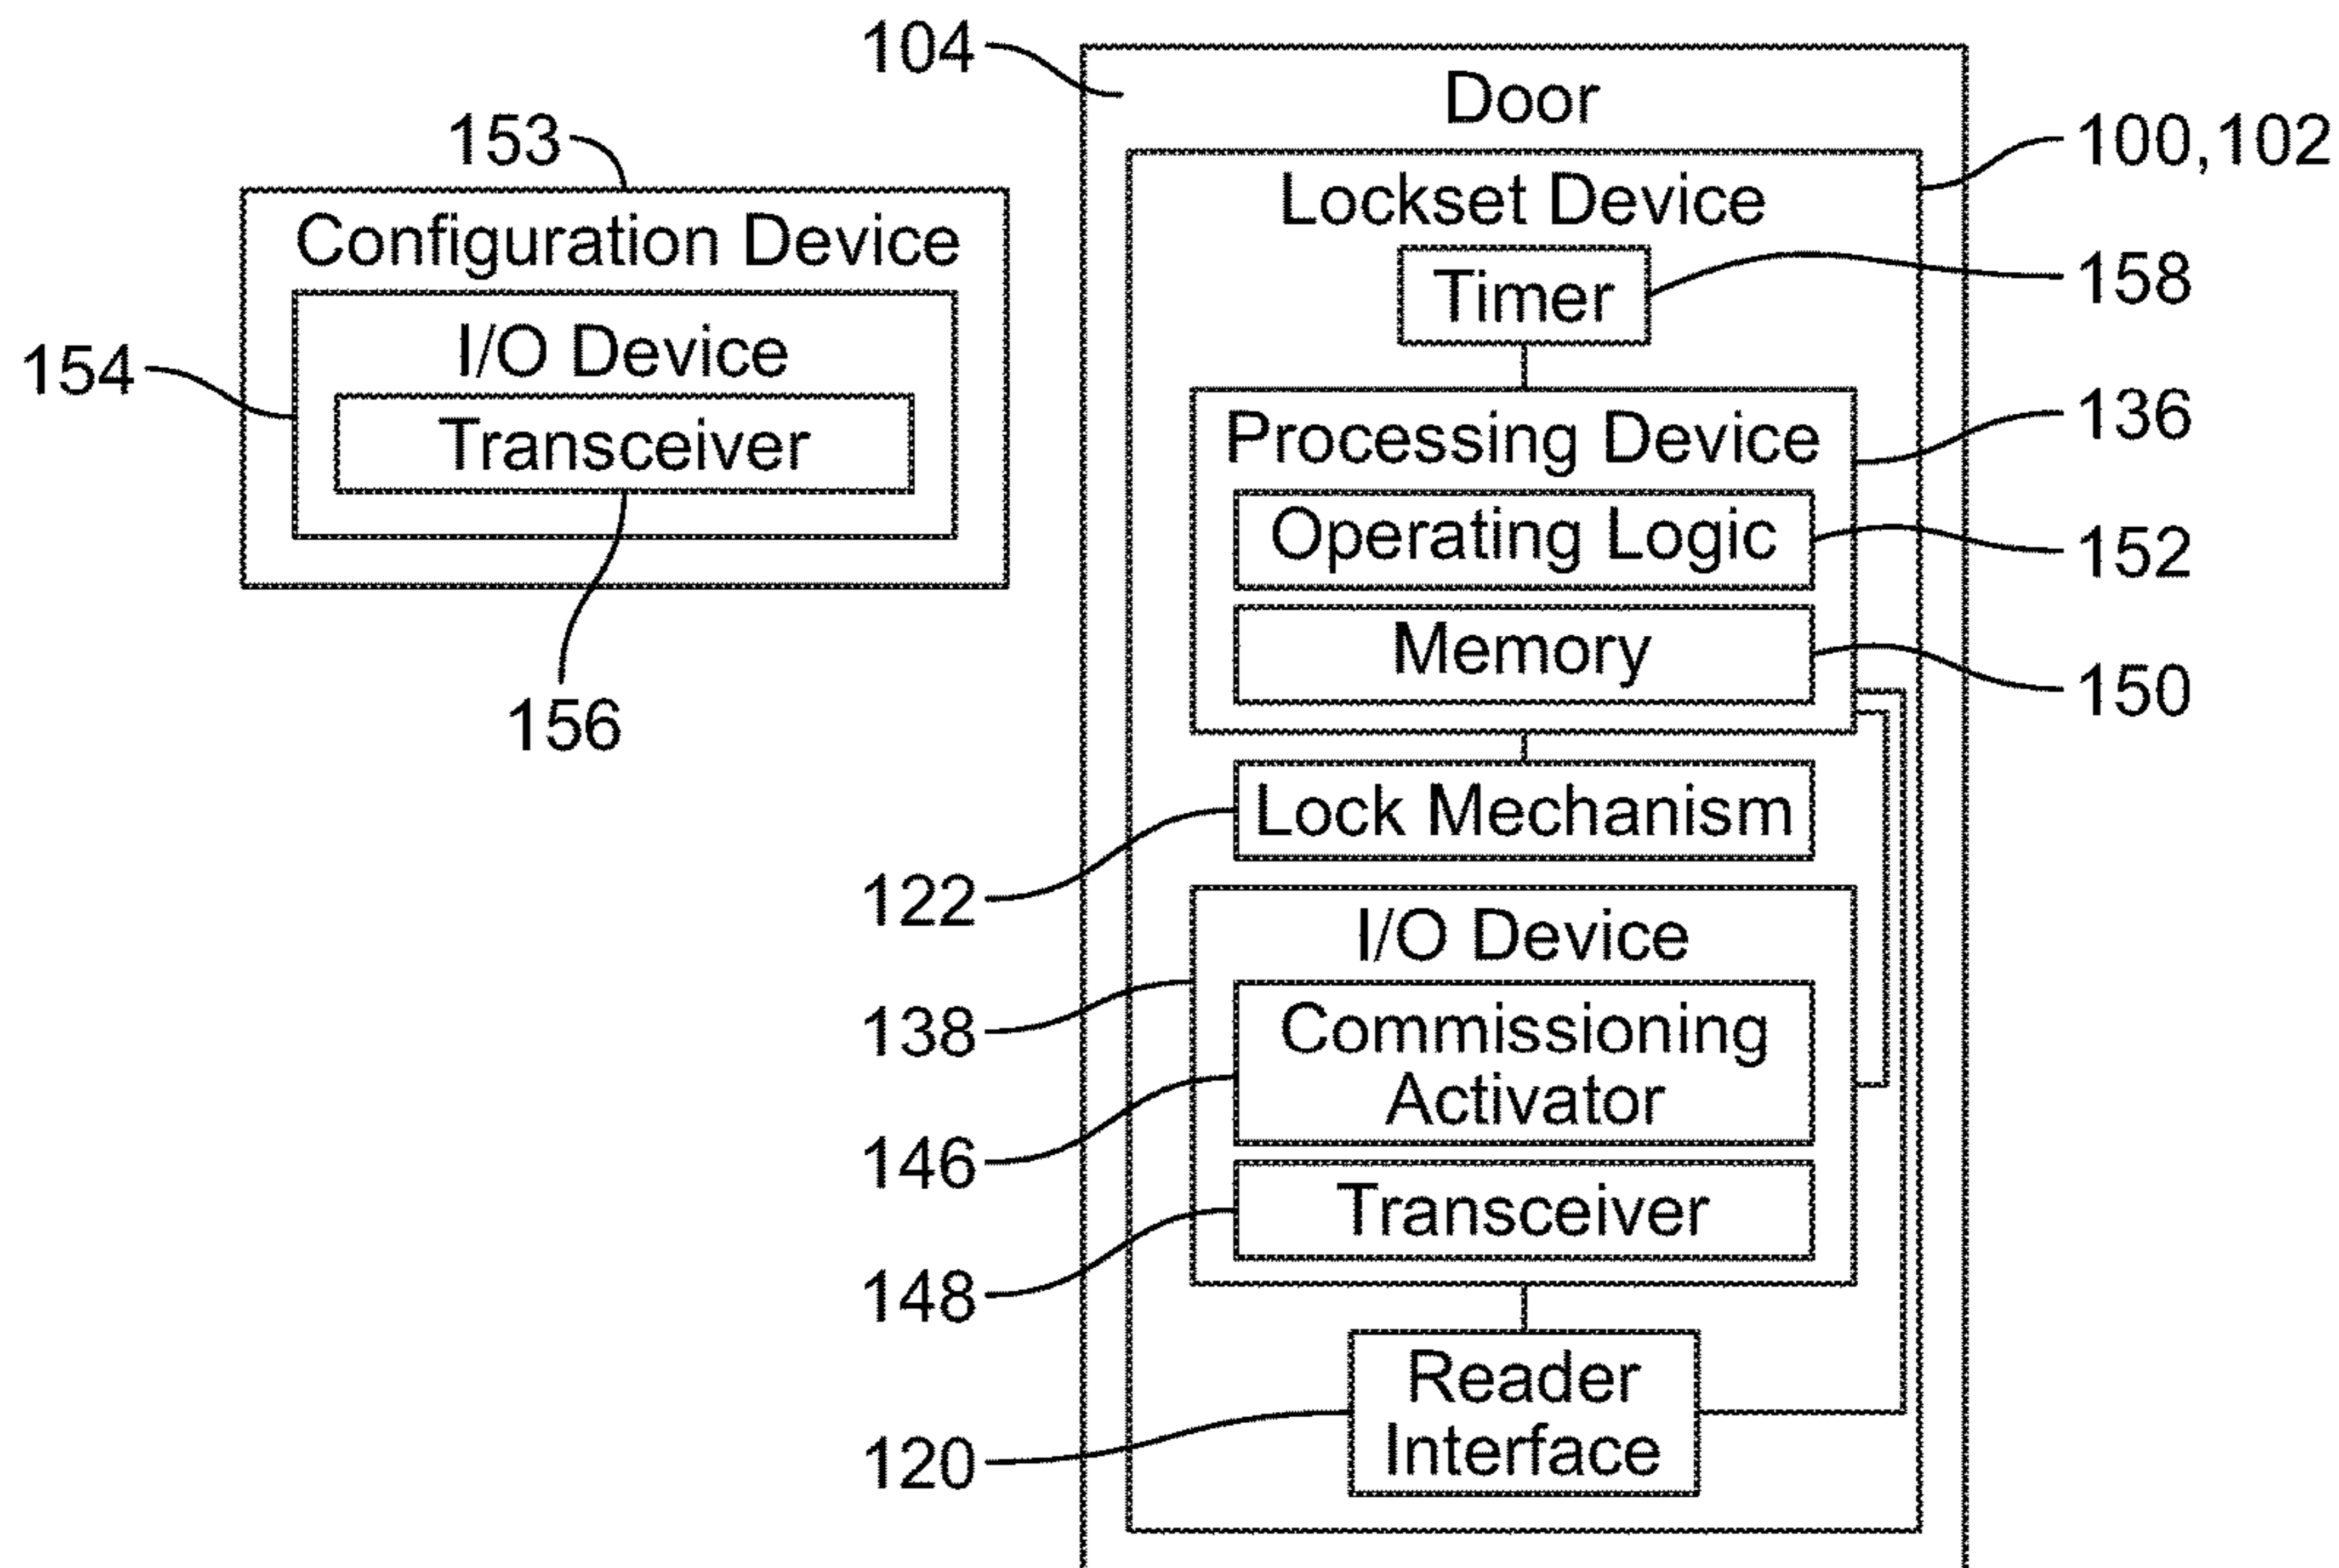 104
Door
153
100,102
Configuration Device
Lockset Device
158
Timer
I/O Device
154
136
Transceiver
Processing Device
Operating Logic
152
156
Memory
150
Lock Mechanism
122
I/O Device
138
Commissioning
Activator
146
Transceiver
148
Reader
Interface
120